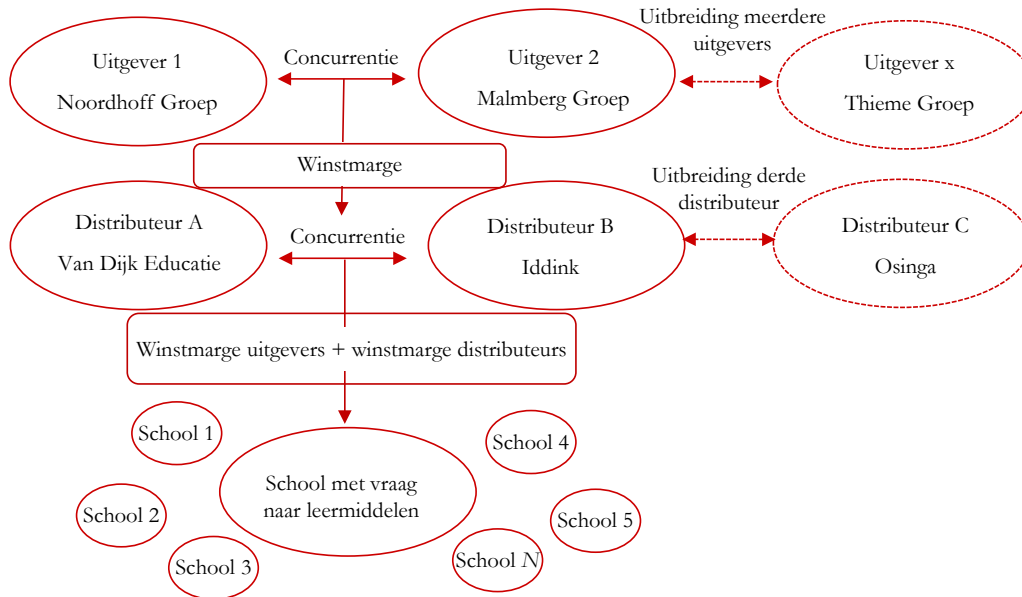 Uitgever 1
Noordhoff Groep
Concurrentie
Uitgever 2
Malmberg Groep
Uitbreiding meerdere
uitgevers
Uitgever x
Thieme Groep
Winstmarge
Distributeur A
Van Dijk Educatie
Concurrentie
Distributeur B
Iddink
Uitbreiding derde
distributeur
Distributeur C
Osinga
Winstmarge uitgevers + winstmarge distributeurs
School 1
School 2
School 3
School met vraag
naar leermiddelen
School 4
School 5
School N